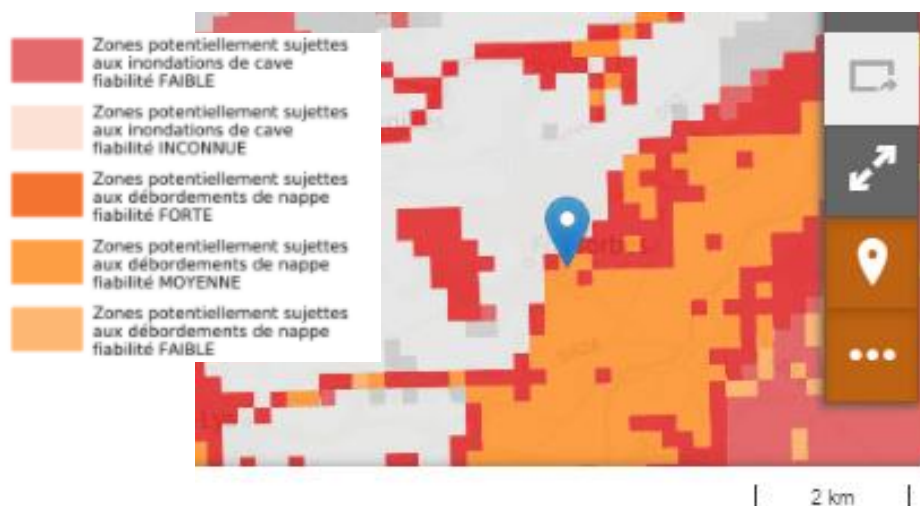 Zones potentiellement sujettes
aux inondations de cave
fiabilité FAIBLE
Zones potentiellement sujettes
aux inondations de cave
fiabilité INCONNUE
Zones potentiellement sujettes
aux débordements de nappe
fiabilité FORTE
Zones potentiellement sujettes
aux débordements de nappe
fiabilité MOYENNE
Zones potentiellement sujettes
aux débordements de nappe
fiabilité FAIBLE
2 km